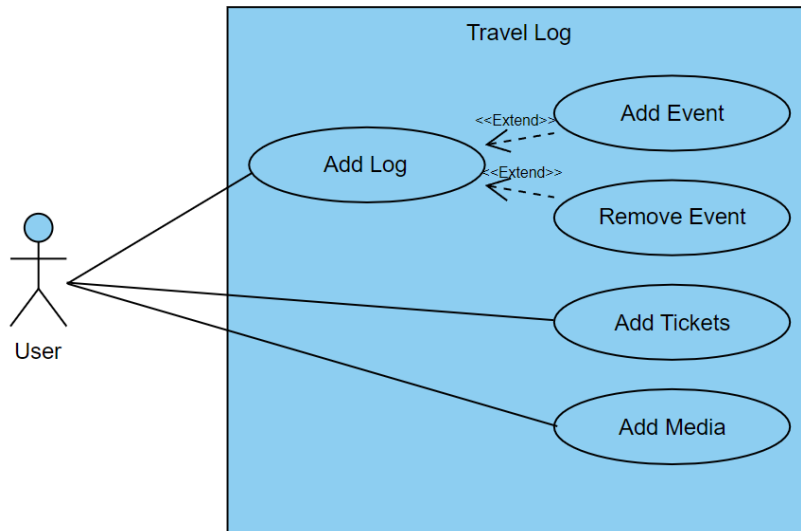 Travel Log
Add Event
<<Extend>>
Add Log
<<Extend>>
Remove Event
Add Tickets
User
Add Media